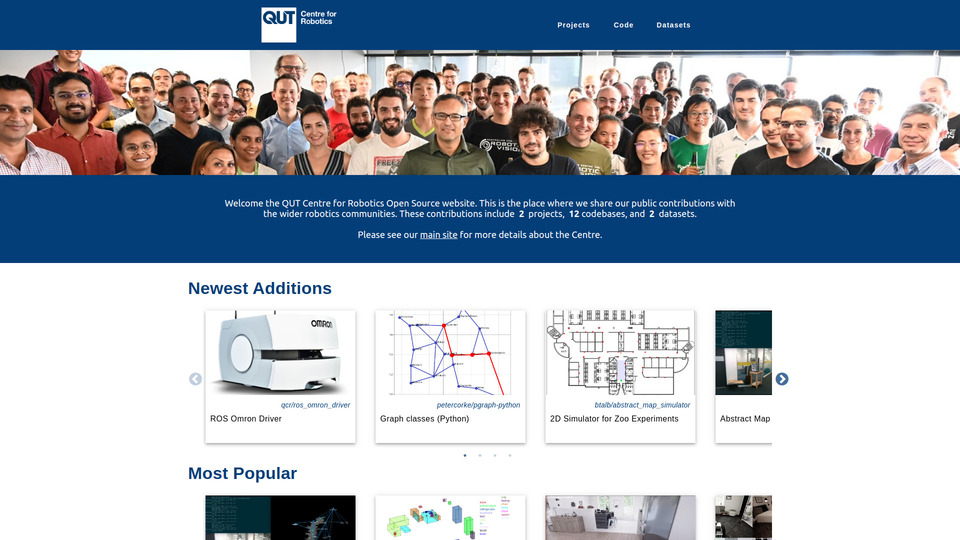 QUT Centre for
Robotics
Projects Code Datasets
Welcome the QUT Centre for Robotics Open Source website. This is the place where we share our public contributions with
the wider robotics communities. These contributions include 2 projects, 12 codebases, and 2 datasets.
Please see our main site for more details about the Centre.
Newest Additions
OMRON
qcr/ros_omron_driver
ROS Omron Driver
petercorke/pgraph-python
Graph classes (Python)
btalb/abstract_map_simulator
2D Simulator for Zoo Experiments
Abstract Map
Most Popular